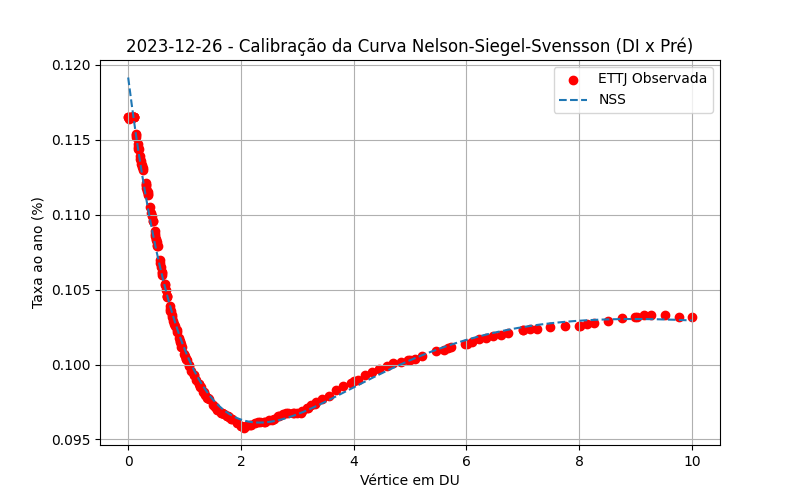 2023-12-26 - Calibração da Curva Nelson-Siegel-Svensson (DI x Pré)
ETTJ Observada
NSS
Taxa ao ano (%)
0.120
0.115
0.110
0.105
0.100
0.095
0 2 4 6 8 10
Vértice em DU